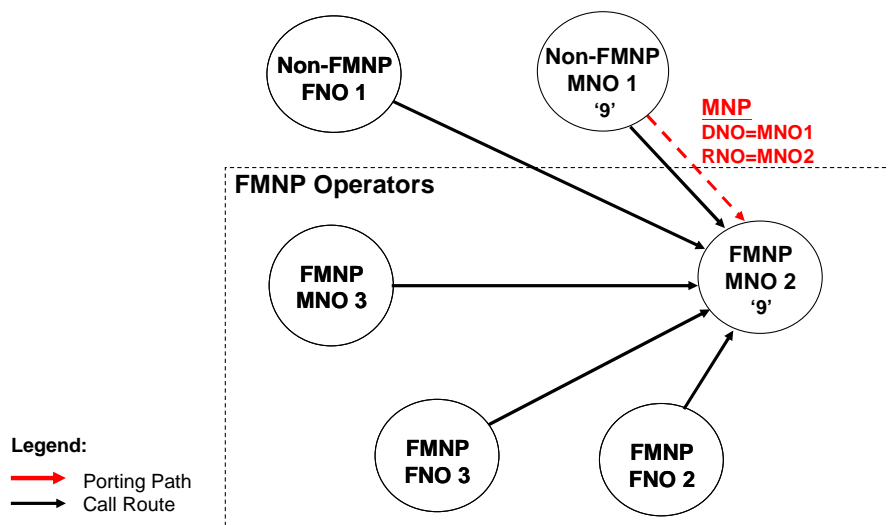 Non-FMNP
FNO 1
Non-FMNP
MNO 1
‘9’
MNP
DNO=MNO1
RNO=MNO2
FMNP Operators
FMNP
MNO 3
FMNP
MNO 2
‘9’
FMNP
FNO 3
FMNP
FNO 2
Legend:
Porting Path
Call Route